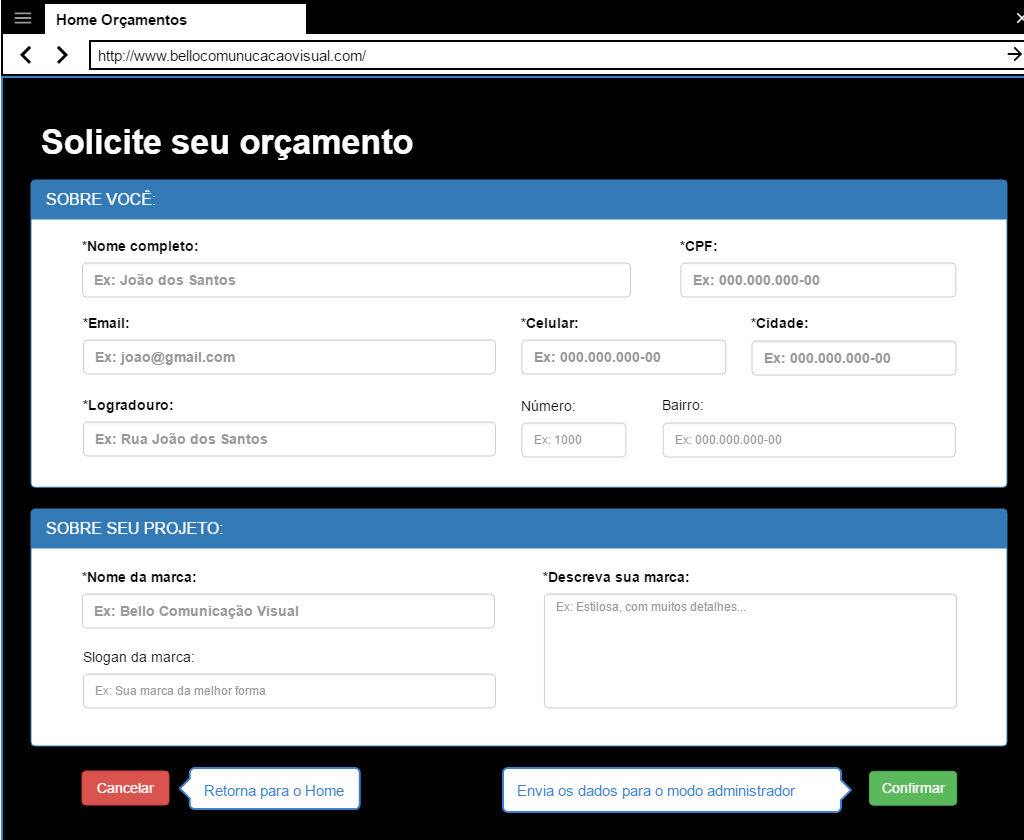 Home Orçamentos
http://www.bellocomunucacaovisual.com/
Solicite seu orçamento
SOBRE VOCÊ:
*Nome completo: *CPF:
Ex: João dos Santos Ex: 000.000.000-00
*Email: *Celular: *Cidade:
Ex: joao@gmail.com Ex: 000.000.000-00 Ex: 000.000.000-00
*Logradouro: Número: Bairro:
Ex: Rua João dos Santos Ex: 1000 Ex: 000.000.000-00
SOBRE SEU PROJETO:
*Nome da marca: *Descreva sua marca:
Ex: Bello Comunicação Visual Ex: Estilosa, com muitos detalhes...
Slogan da marca:
Ex: Sua marca da melhor forma
Cancelar Retorna para o Home Envia os dados para o modo administrador Confirmar